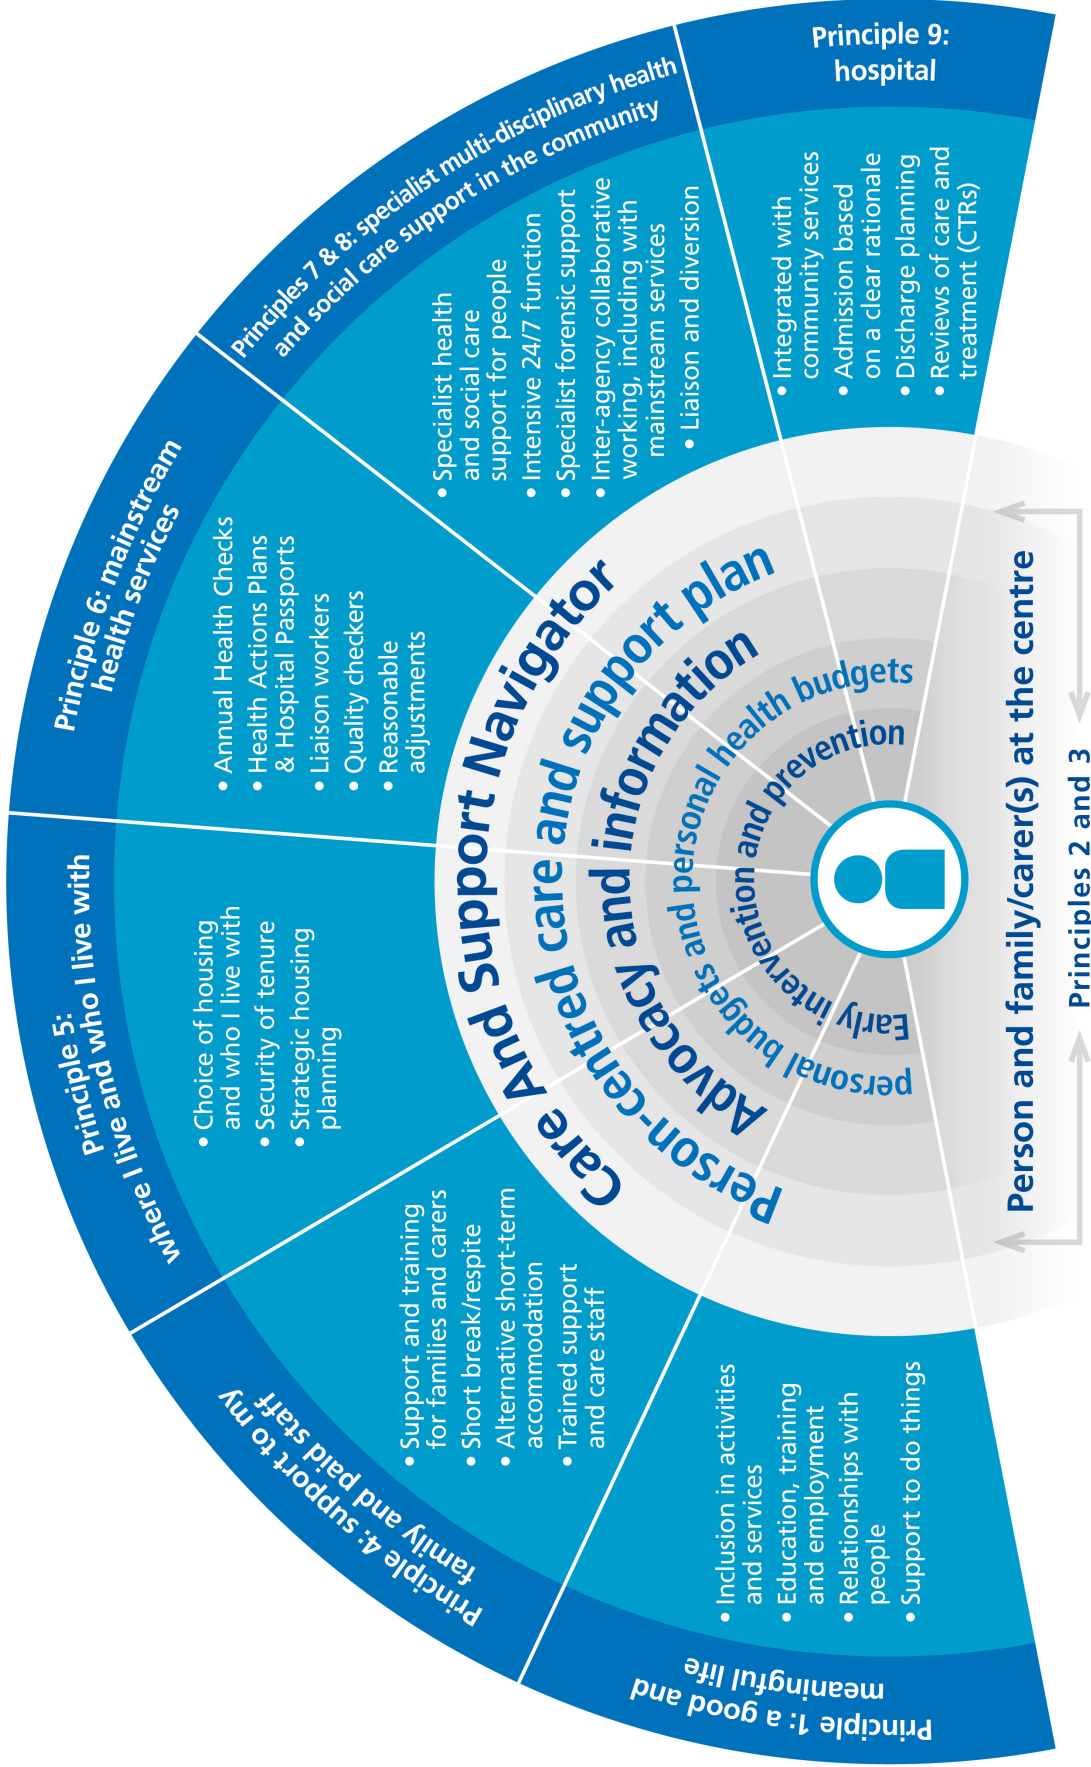 Principle 1: a good and
meaningful life
• Inclusion in activities
and services
• Education, training
and employment
• Relationships with
people
• Support to do things
Principle 4: support to my
family and paid staff
• Support and training
for families and carers
• Short break/respite
• Alternative short-term
accommodation
• Trained support
and care staff
Principle 5:
where I live and who I live with
• Choice of housing
and who I live with
• Security of tenure
• Strategic housing
planning
Principle 6: mainstream
health services
• Annual Health Checks
• Health Actions Plans
& Hospital Passports
• Liaison workers
• Quality checkers
• Reasonable
adjustments
Principles 7 & 8: specialist multi-disciplinary health
and social care support in the community
• Specialist health
and social care
support for people
• Intensive 24/7 function
• Specialist forensic support
• Inter-agency collaborative
working, including with
mainstream services
• Liaison and diversion
Principle 9:
hospital
• Integrated with
community services
• Admission based
on a clear rationale
• Discharge planning
• Reviews of care and
treatment (CTRs)
Care And Support Navigator
Person-centred care and support plan
Advocacy and information
personal budgets and personal health budgets
Early intervention and prevention
Person and family/carer(s) at the centre
Principles 2 and 3